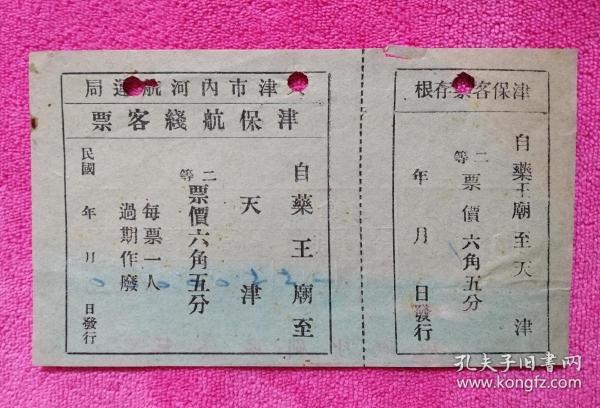 津市內河航運局
津保航綫客票
自藥王廟至
天津
二等票價六角五分
每票一人
過期作廢
民國 年 月 日發行
津保客票存根
自藥王廟至天津
二等票價六角五分
年 月 日發行
孔夫子旧书网
www.kongfz.com